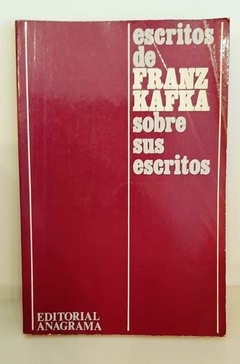 escritos
de
FRANZ
KAFKA
sobre
sus
escritos
EDITORIAL
ANAGRAMA